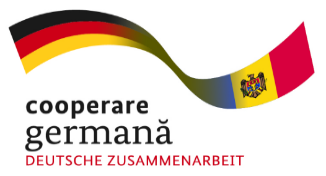 cooperare
germană
DEUTSCHE ZUSAMMENARBEIT